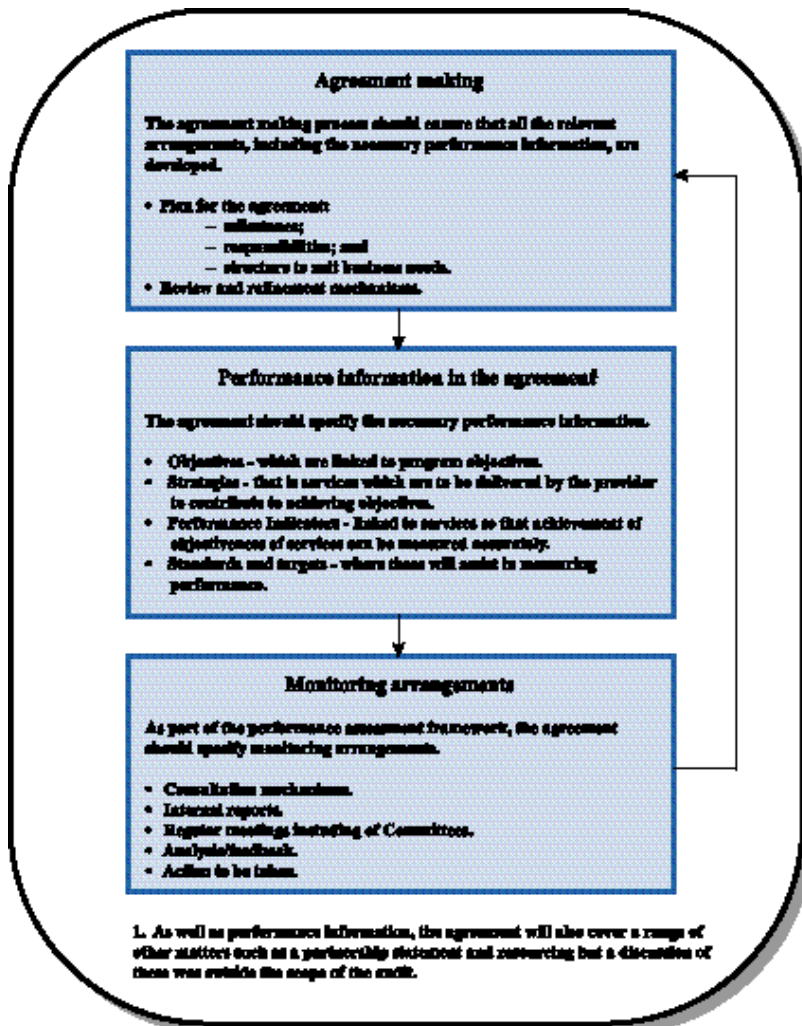 Agreement making
The agreement making process should ensure that all the relevant
arrangements, including the necessary performance information, are
developed.
• Plan for the agreement:
– milestones;
– responsibilities; and
– structure to suit business needs.
• Review and refinement mechanisms.
Performance information in the agreement
The agreement should specify the necessary performance information.
• Objectives - which are linked to program objectives.
• Strategies - that is services which are to be delivered by the provider
to contribute to achieving objectives.
• Performance Indicators - linked to services so that achievement of
objectiveness of services can be measured accurately.
• Standards and targets - where these will assist in measuring
performance.
Monitoring arrangements
As part of the performance assessment framework, the agreement
should specify monitoring arrangements.
• Consultation mechanisms.
• Internal reports.
• Regular meetings including of Committees.
• Analysis/feedback.
• Action to be taken.
1. As well as performance information, the agreement will also cover a range of
other matters such as a partnership statement and resourcing but a discussion of
these was outside the scope of the audit.